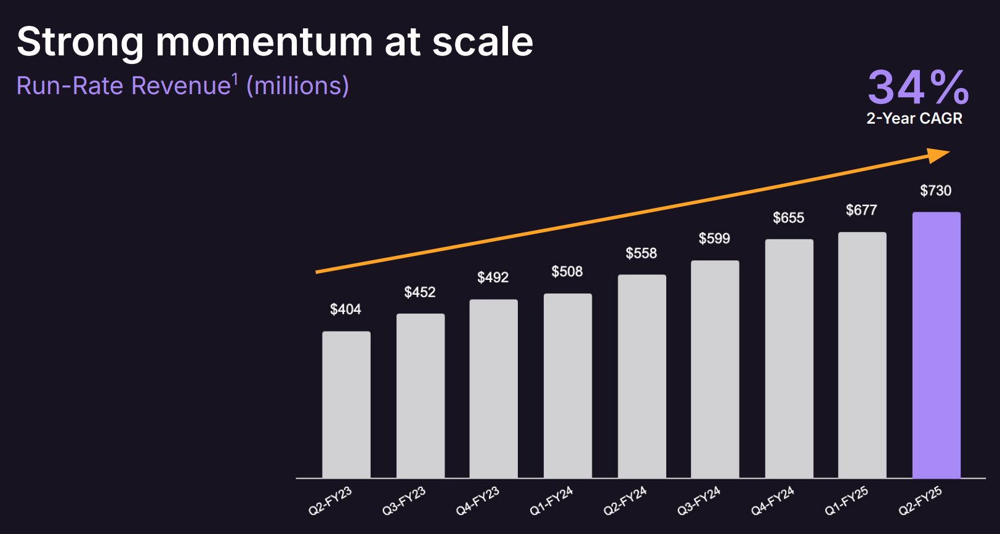 Strong momentum at scale
Run-Rate Revenue¹ (millions)
34%
2-Year CAGR
$404
$452
$492
$508
$558
$599
$655
$677
$730
Q2-FY23
Q3-FY23
Q4-FY23
Q1-FY24
Q2-FY24
Q3-FY24
Q4-FY24
Q1-FY25
Q2-FY25